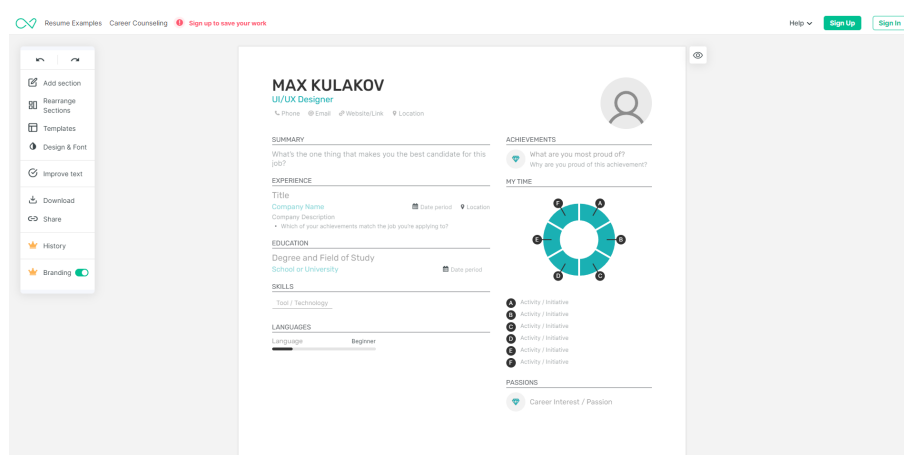 Resume Examples Career Counseling Sign up to save your work Help Sign Up Sign In
Add section
Rearrange
Sections
Templates
Design & Font
Improve text
Download
Share
History
Branding
MAX KULAKOV
UI/UX Designer
Phone @ Email Website/Link Location
SUMMARY
What's the one thing that makes you the best candidate for this
job?
EXPERIENCE
Title
Company Name Date period Location
Company Description
• Which of your achievements match the job you're applying to?
EDUCATION
Degree and Field of Study
School or University Date period
SKILLS
Tool / Technology
LANGUAGES
Language Beginner
ACHIEVEMENTS
What are you most proud of?
Why are you proud of this achievement?
MY TIME
F A
E B
D C
A Activity / Initiative
B Activity / Initiative
C Activity / Initiative
D Activity / Initiative
E Activity / Initiative
F Activity / Initiative
PASSIONS
Career Interest / Passion